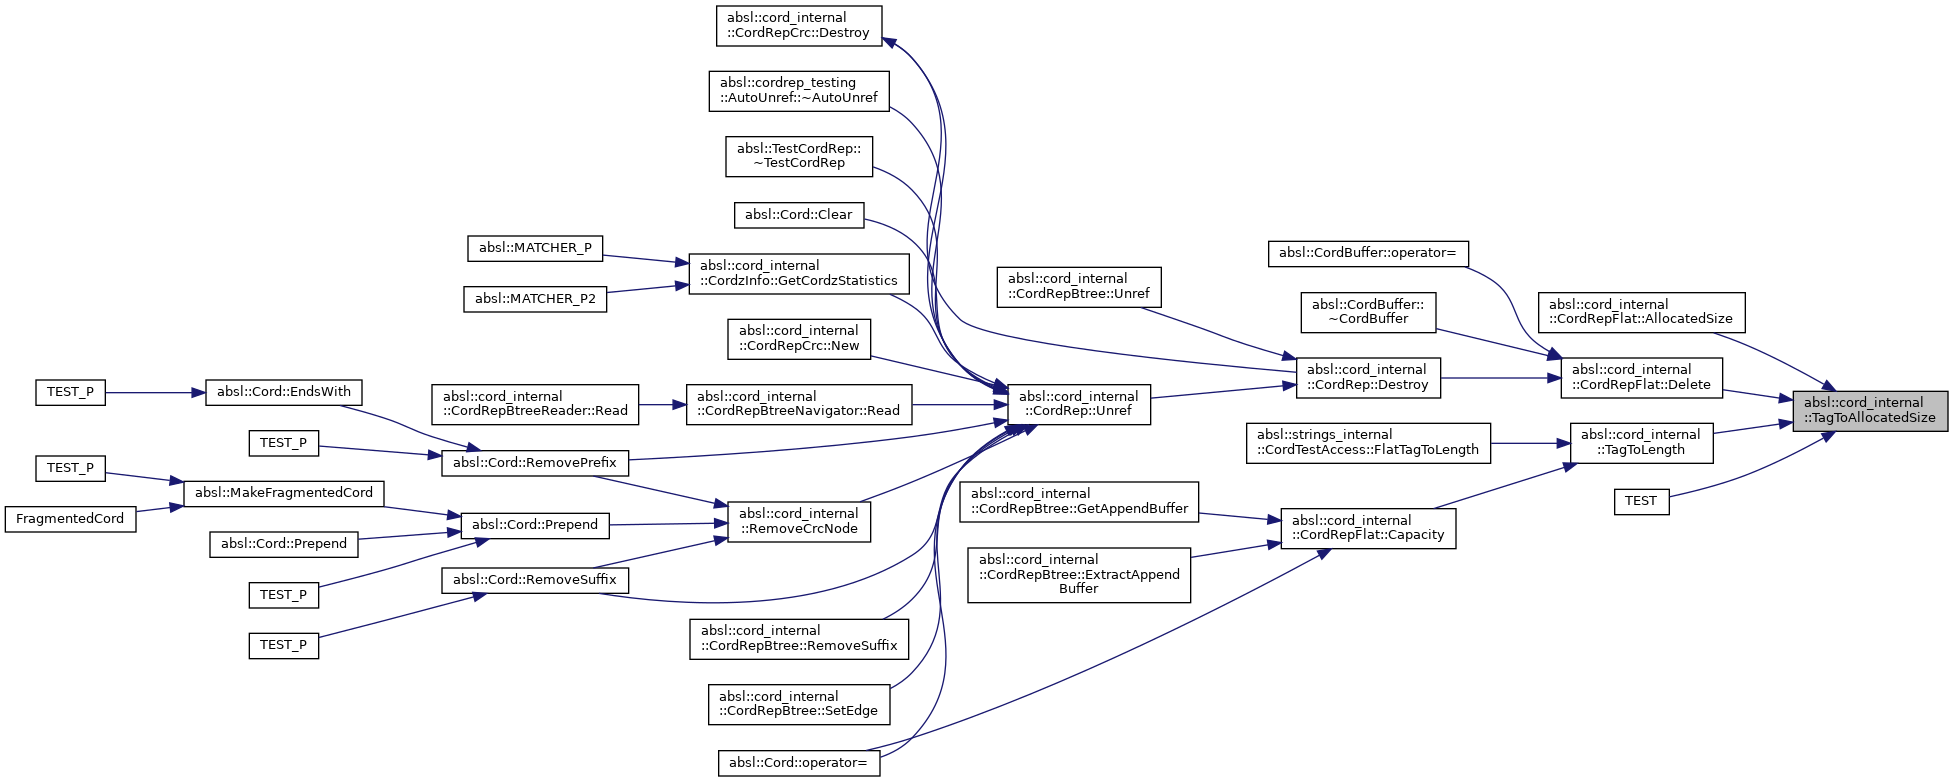 absl::cord_internal
::CordRepCrc::Destroy
absl::cordrep_testing
::AutoUnref::~AutoUnref
absl::TestCordRep::
~TestCordRep
absl::Cord::Clear
absl::MATCHER_P
absl::MATCHER_P2
absl::cord_internal
::CordzInfo::GetCordzStatistics
absl::cord_internal
::CordRepCrc::New
TEST_P
absl::Cord::EndsWith
absl::cord_internal
::CordRepBtreeReader::Read
absl::cord_internal
::CordRepBtreeNavigator::Read
TEST_P
absl::Cord::RemovePrefix
TEST_P
absl::MakeFragmentedCord
FragmentedCord
absl::Cord::Prepend
absl::Cord::Prepend
absl::cord_internal
::RemoveCrcNode
TEST_P
absl::Cord::RemoveSuffix
TEST_P
absl::cord_internal
::CordRepBtree::RemoveSuffix
absl::cord_internal
::CordRepBtree::SetEdge
absl::Cord::operator=
absl::cord_internal
::CordRepBtree::Unref
absl::cord_internal
::CordRep::Unref
absl::cord_internal
::CordRepBtree::GetAppendBuffer
absl::cord_internal
::CordRepBtree::ExtractAppend
Buffer
absl::CordBuffer::operator=
absl::CordBuffer::
~CordBuffer
absl::cord_internal
::CordRep::Destroy
absl::strings_internal
::CordTestAccess::FlatTagToLength
absl::cord_internal
::CordRepFlat::Capacity
absl::cord_internal
::CordRepFlat::AllocatedSize
absl::cord_internal
::CordRepFlat::Delete
absl::cord_internal
::TagToLength
TEST
absl::cord_internal
::TagToAllocatedSize